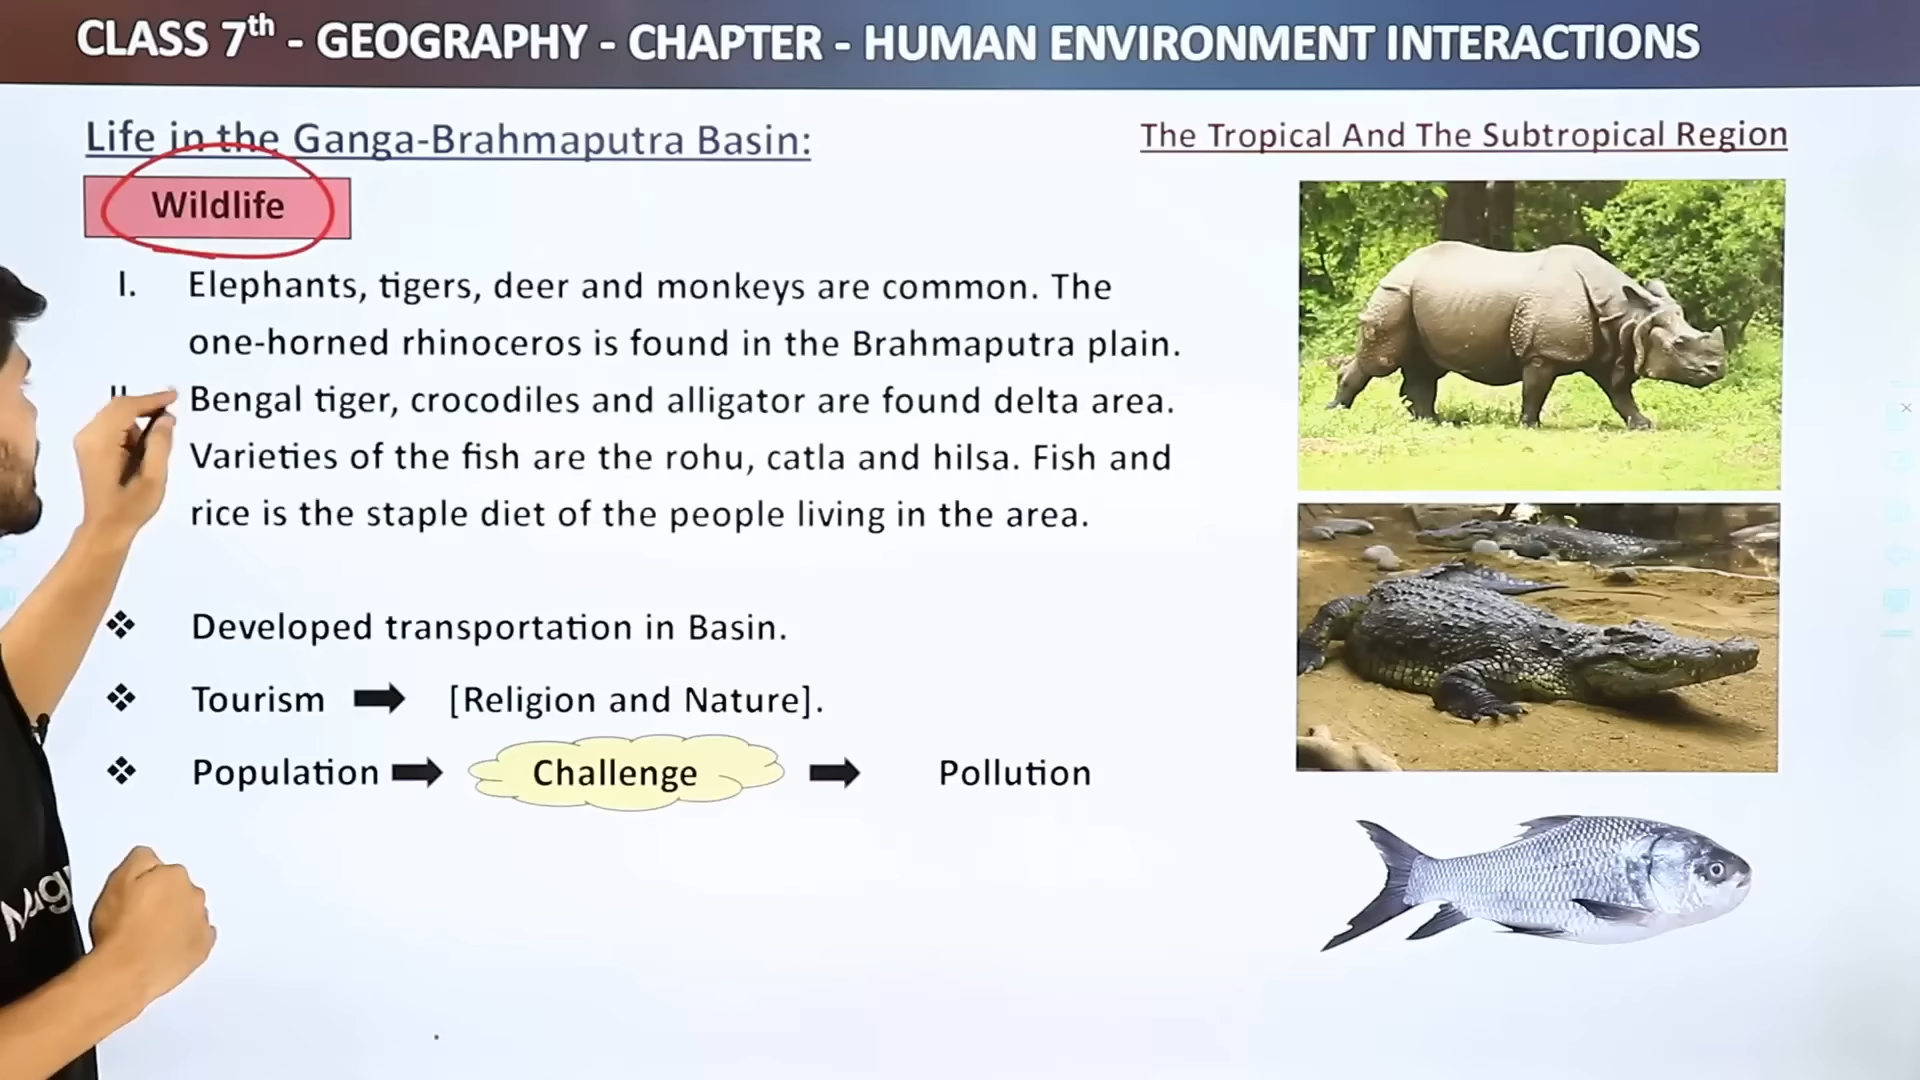 CLASS 7th - GEOGRAPHY - CHAPTER - HUMAN ENVIRONMENT INTERACTIONS
Life in the Ganga-Brahmaputra Basin:
The Tropical And The Subtropical Region
Wildlife
I. Elephants, tigers, deer and monkeys are common. The
one-horned rhinoceros is found in the Brahmaputra plain.
Bengal tiger, crocodiles and alligator are found delta area.
Varieties of the fish are the rohu, catla and hilsa. Fish and
rice is the staple diet of the people living in the area.
❖ Developed transportation in Basin.
❖ Tourism ➡ [Religion and Nature].
❖ Population ➡ Challenge ➡ Pollution